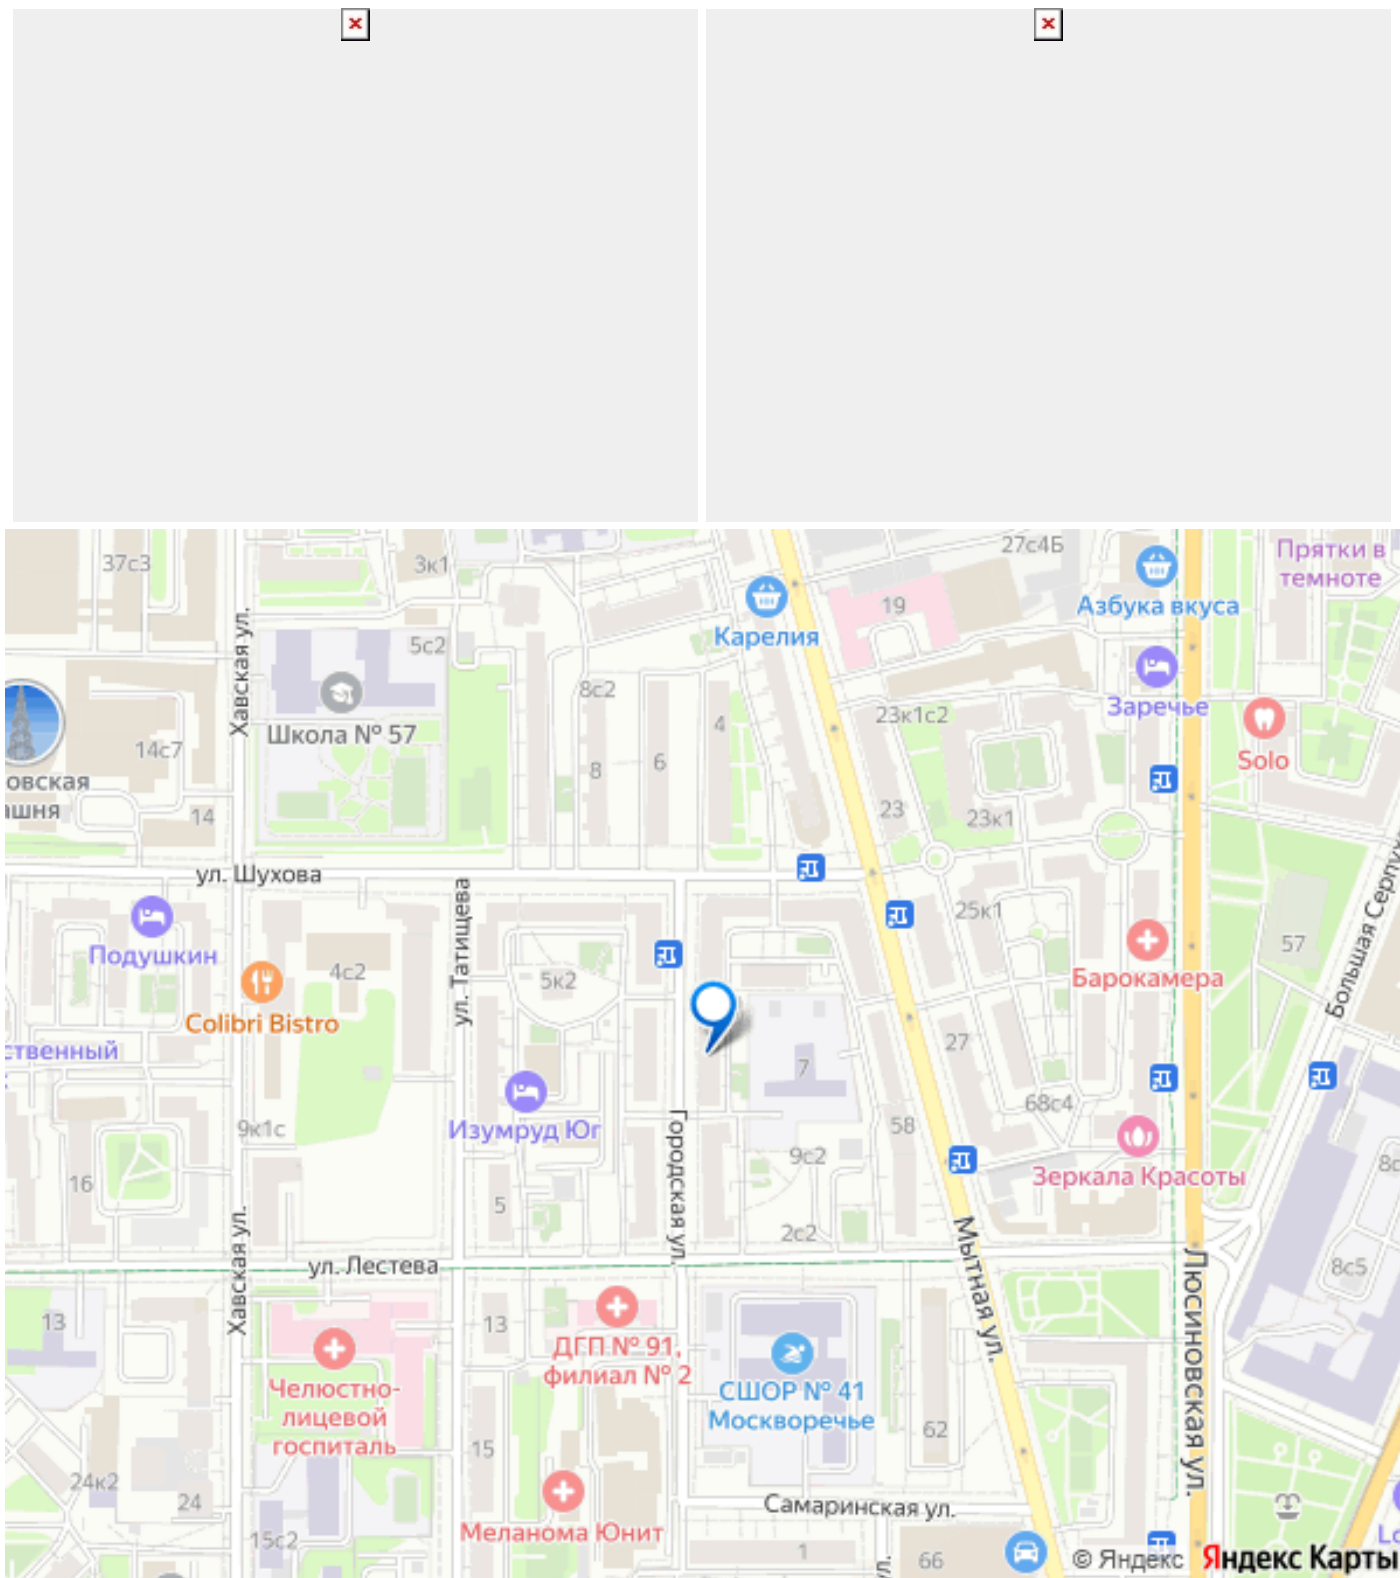 37с3
3к1
27с4Б
Прятки в
темноте
Азбука вкуса
19
Карелия
5с2
Хавская ул.
8с2
Заречье
23к1с2
4
Школа № 57
14с7
6
8
Solo
овская
ашня
14
23
23к1
ул. Шухова
Большая Серпух
25к1
57
Подушкин
ул. Татищева
4с2
5к2
Барокамера
Colibri Bistro
ственный
27
7
68с4
Изумруд Юг
9к1с
58
Городская ул.
9с2
Зеркала Красоты
8с
16
5
2с2
Хавская ул.
ул. Лестева
Мытная ул.
Люсиновская ул.
8с5
13
13
ДГП № 91,
филиал № 2
Челюстно-
лицевой
госпиталь
СШОР № 41
Москворечье
62
15
24к2
24
Самаринская ул.
Меланома Юнит
15с2
1
66
ул.
Lo
© Яндекс
Яндекс Карты